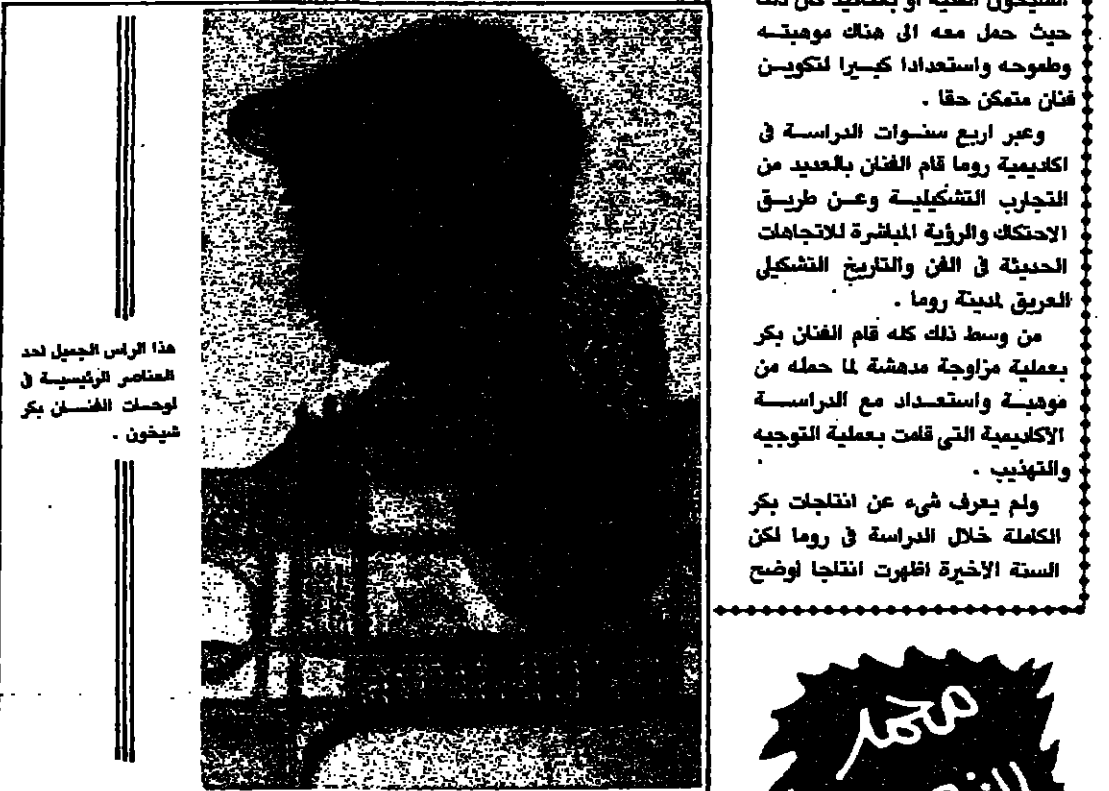 حيث حمل معه الى هناك موهبته
وطموحه واستعدادا كبيرا لتكوين
فنان متمكن حقا .
وعبر اربع سنوات الدراسة في
اكاديمية روما قام الفنان بالعديد من
التجارب التشكيلية وعن طريق
الاحتكاك والرؤية المباشرة للاتجاهات
الحديثة في الفن والتاريخ التشكيلي
العريق لمدينة روما .
من وسط ذلك كله قام الفنان بكر
بعملية مزاوجة مدهشة لما حمله من
موهبة واستعداد مع الدراسة
الاكاديمية التي قامت بعملية التوجيه
والتهذيب .
ولم يعرف شيء عن انتاجات بكر
الكاملة خلال الدراسة في روما لكن
السنة الاخيرة اظهرت انتاجا اوضح
هذا الراس الجميل احد
العناصر الرئيسية في
لوحات الفنان بكر
شيخون .
محمد